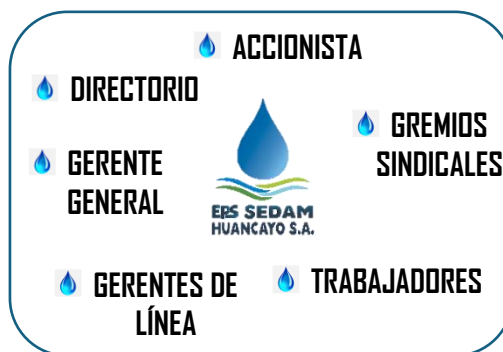 ACCIONISTA
DIRECTORIO
GREMIOS
SINDICALES
GERENTE
GENERAL
EPS SEDAM
HUANCAYO S.A.
GERENTES DE
LÍNEA
TRABAJADORES